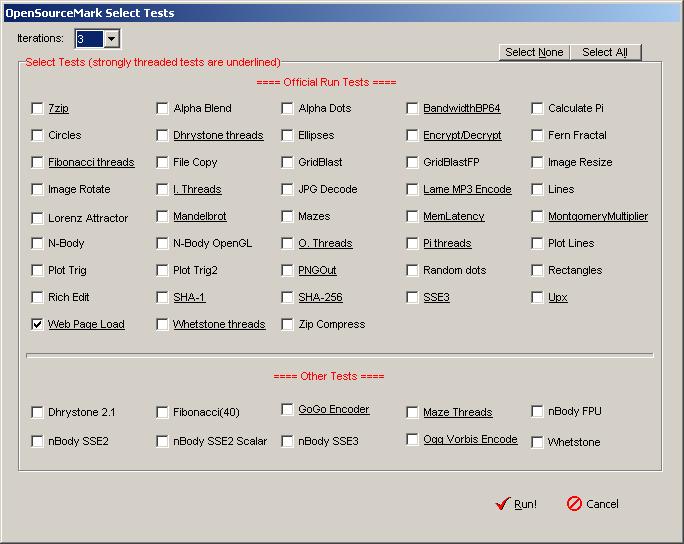 OpenSourceMark Select Tests
Iterations: 3
Select None Select All
Select Tests (strongly threaded tests are underlined)
==== Official Run Tests ====
7zip Alpha Blend Alpha Dots BandwidthBP64 Calculate Pi
Circles Dhrystone threads Ellipses Encrypt/Decrypt Fern Fractal
Fibonacci threads File Copy GridBlast GridBlastFP Image Resize
Image Rotate I. Threads JPG Decode Lame MP3 Encode Lines
Lorenz Attractor Mandelbrot Mazes MemLatency MontgomeryMultiplier
N-Body N-Body OpenGL O. Threads Pi threads Plot Lines
Plot Trig Plot Trig2 PNGOut Random dots Rectangles
Rich Edit SHA-1 SHA-256 SSE3 Upx
Web Page Load Whetstone threads Zip Compress
==== Other Tests ====
Dhrystone 2.1 Fibonacci(40) GoGo Encoder Maze Threads nBody FPU
nBody SSE2 nBody SSE2 Scalar nBody SSE3 Ogg Vorbis Encode Whetstone
Run! Cancel